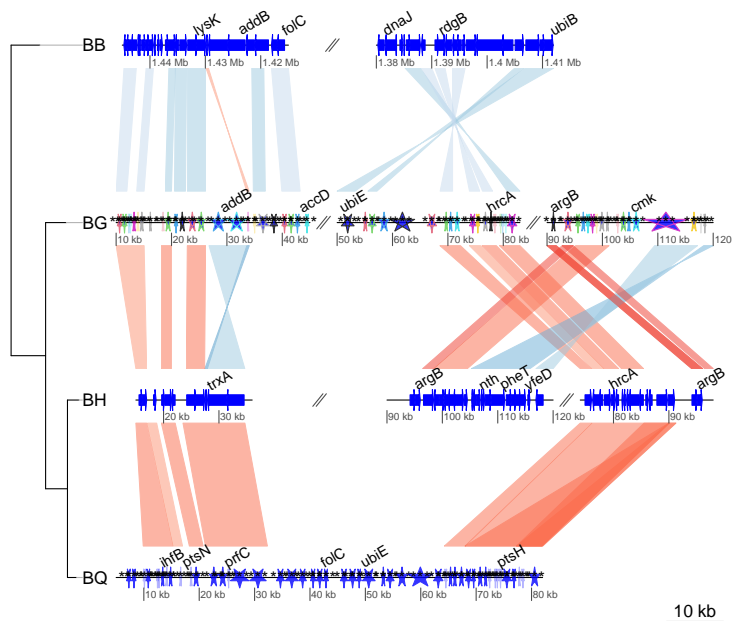 lysK addB folC dnaJ rdgB ubiB
BB //
1.44 Mb 1.43 Mb 1.42 Mb 1.38 Mb 1.39 Mb 1.4 Mb 1.41 Mb
addB accD ubiE hrcA argB cmk
BG // //
10 kb 20 kb 30 kb 40 kb 50 kb 60 kb 70 kb 80 kb 90 kb 100 kb 110 kb 120
trxA argB nth pheT yfeD hrcA argB
BH // //
20 kb 30 kb 90 kb 100 kb 110 kb 120 kb 80 kb 90 kb
ihfB ptsN prfC folC ubiE ptsH
BQ
10 kb 20 kb 30 kb 40 kb 50 kb 60 kb 70 kb 80 kb
10 kb